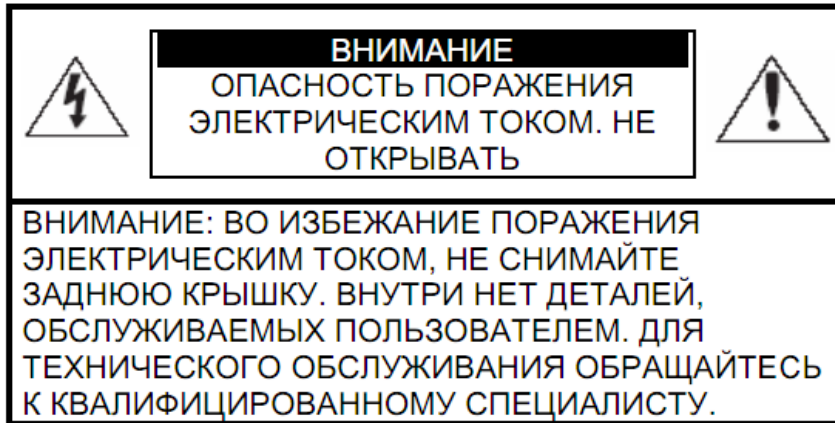 ВНИМАНИЕ
ОПАСНОСТЬ ПОРАЖЕНИЯ
ЭЛЕКТРИЧЕСКИМ ТОКОМ. НЕ
ОТКРЫВАТЬ
ВНИМАНИЕ: ВО ИЗБЕЖАНИЕ ПОРАЖЕНИЯ
ЭЛЕКТРИЧЕСКИМ ТОКОМ, НЕ СНИМАЙТЕ
ЗАДНЮЮ КРЫШКУ. ВНУТРИ НЕТ ДЕТАЛЕЙ,
ОБСЛУЖИВАЕМЫХ ПОЛЬЗОВАТЕЛЕМ. ДЛЯ
ТЕХНИЧЕСКОГО ОБСЛУЖИВАНИЯ ОБРАЩАЙТЕСЬ
К КВАЛИФИЦИРОВАННОМУ СПЕЦИАЛИСТУ.